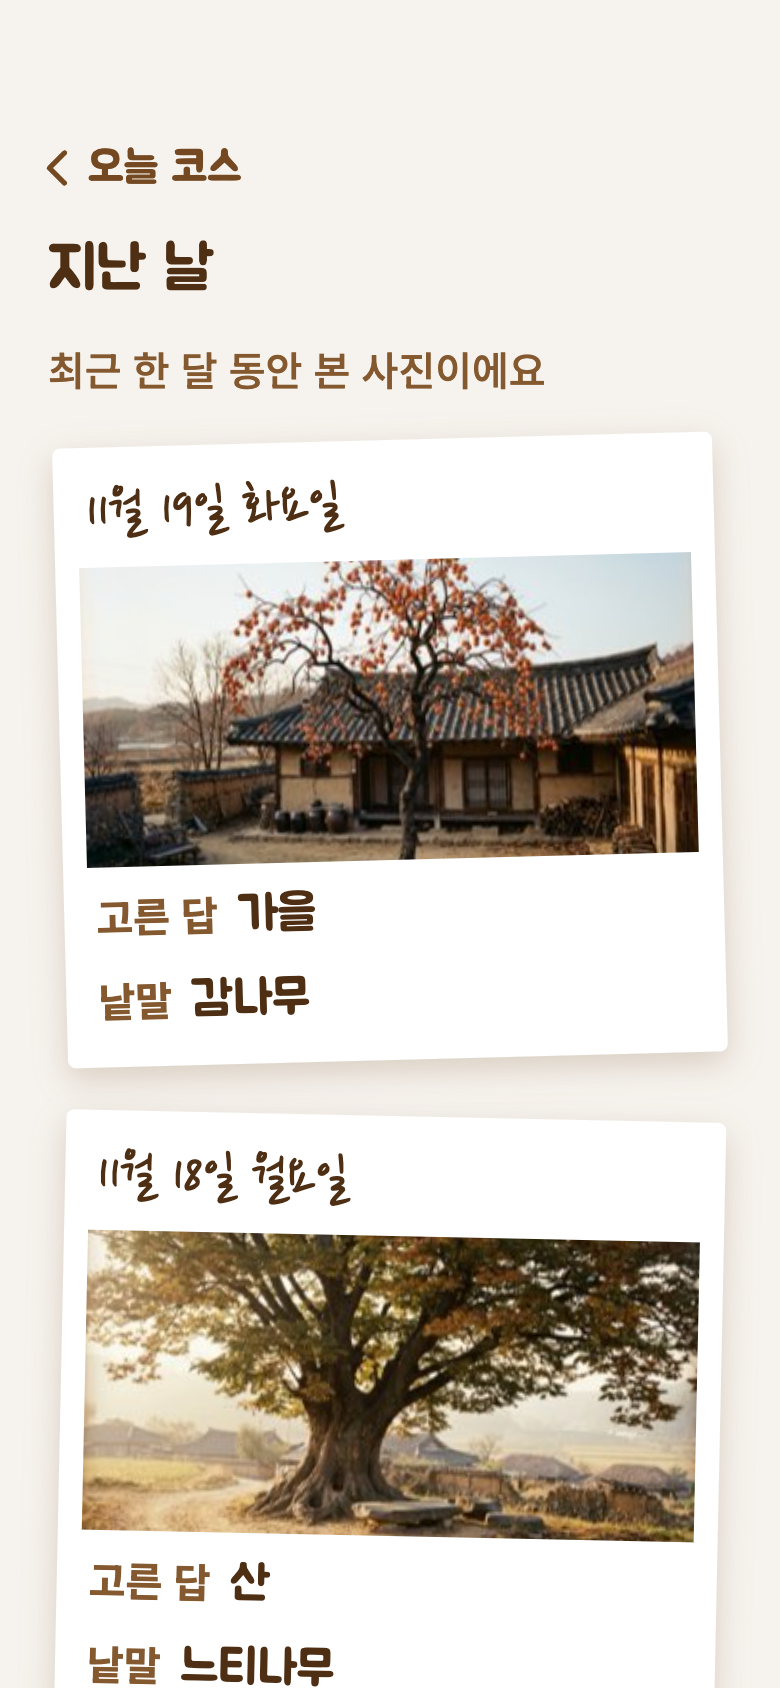 오늘 코스
지난 날
최근 한 달 동안 본 사진이에요
11월 19일 화요일
고른 답 가을
낱말 감나무
11월 18일 월요일
고른 답 산
낱말 느티나무